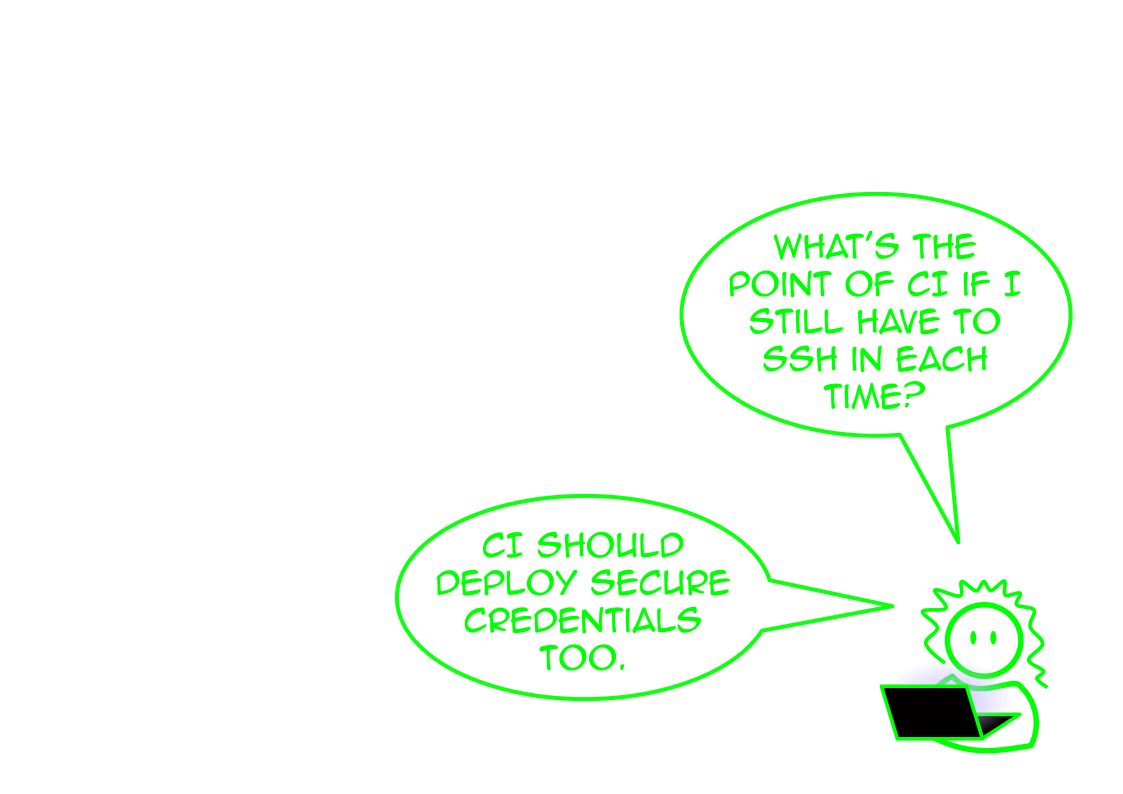 WHAT'S THE
POINT OF CI IF I
STILL HAVE TO
SSH IN EACH
TIME?
CI SHOULD
DEPLOY SECURE
CREDENTIALS
TOO.